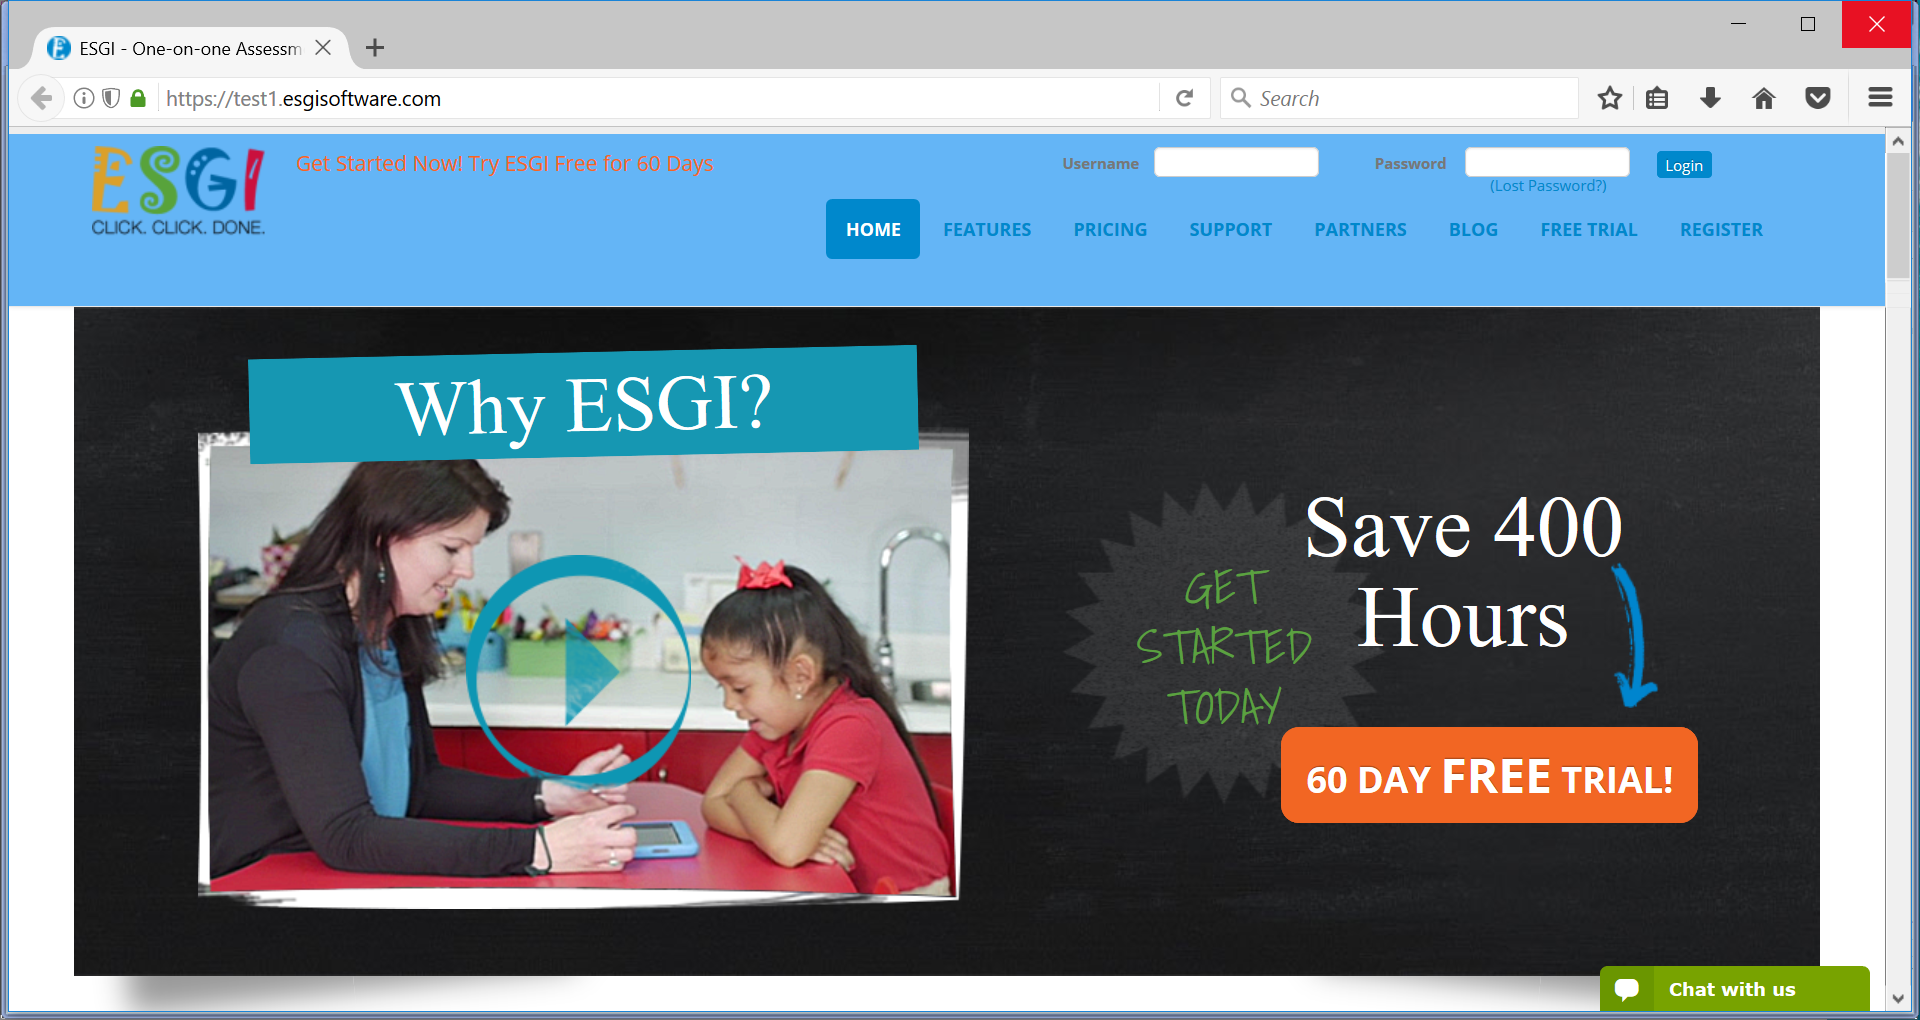 ESGI - One-on-one Assessm
https://test1.esgisoftware.com
Search
ESGI
CLICK. CLICK. DONE.
Get Started Now! Try ESGI Free for 60 Days
Username
Password
Login
(Lost Password?)
HOME
FEATURES
PRICING
SUPPORT
PARTNERS
BLOG
FREE TRIAL
REGISTER
Why ESGI?
Save 400
Hours
GET
STARTED
TODAY
60 DAY FREE TRIAL!
Chat with us